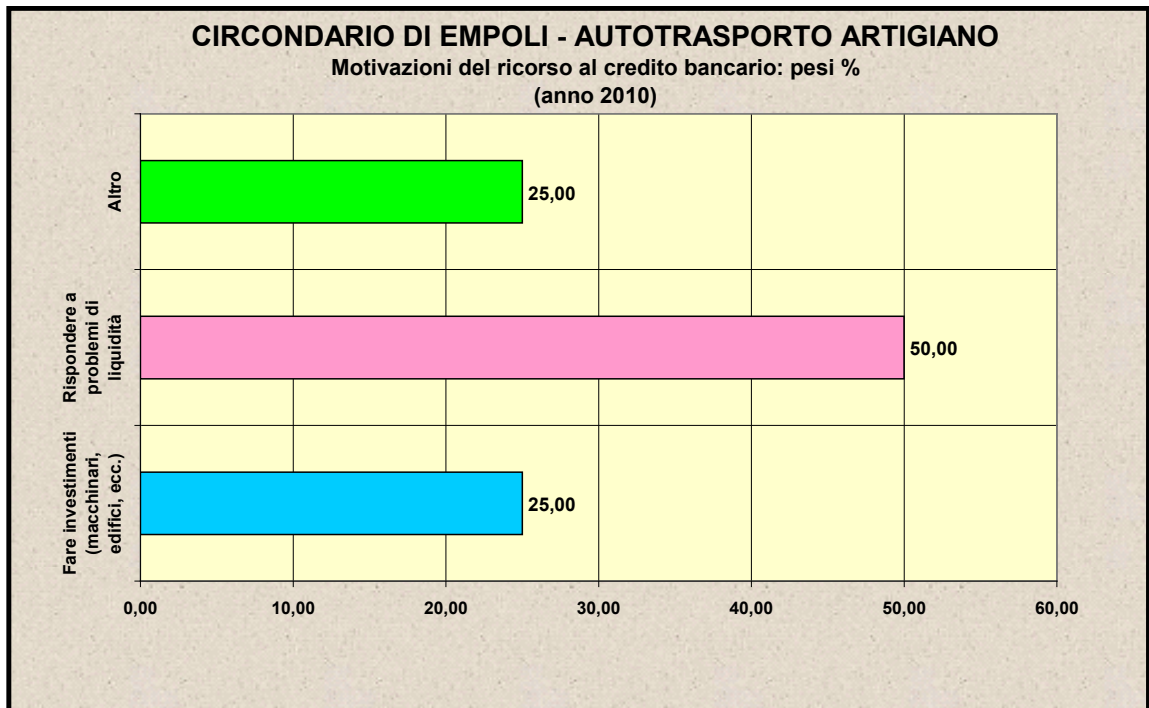 CIRCONDARIO DI EMPOLI - AUTOTRASPORTO ARTIGIANO
Motivazioni del ricorso al credito bancario: pesi %
(anno 2010)
Altro
25,00
Rispondere a
problemi di
liquidità
50,00
Fare investimenti
(macchinari,
edifici, ecc.)
25,00
0,00 10,00 20,00 30,00 40,00 50,00 60,00